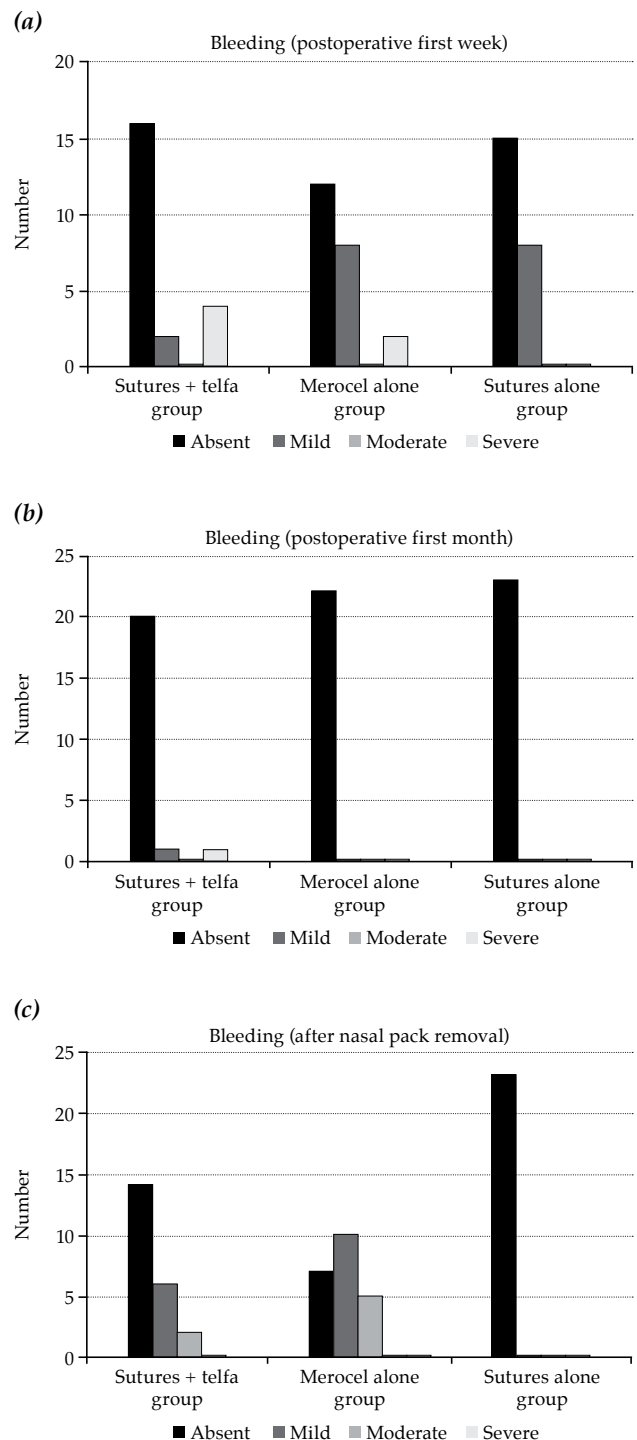 (a)
Bleeding (postoperative first week)
20
15
10
5
0
Number
Sutures + telfa group
Merocel alone group
Sutures alone group
Absent Mild Moderate Severe
(b)
Bleeding (postoperative first month)
25
20
15
10
5
0
Number
Sutures + telfa group
Merocel alone group
Sutures alone group
Absent Mild Moderate Severe
(c)
Bleeding (after nasal pack removal)
25
20
15
10
5
0
Number
Sutures + telfa group
Merocel alone group
Sutures alone group
Absent Mild Moderate Severe